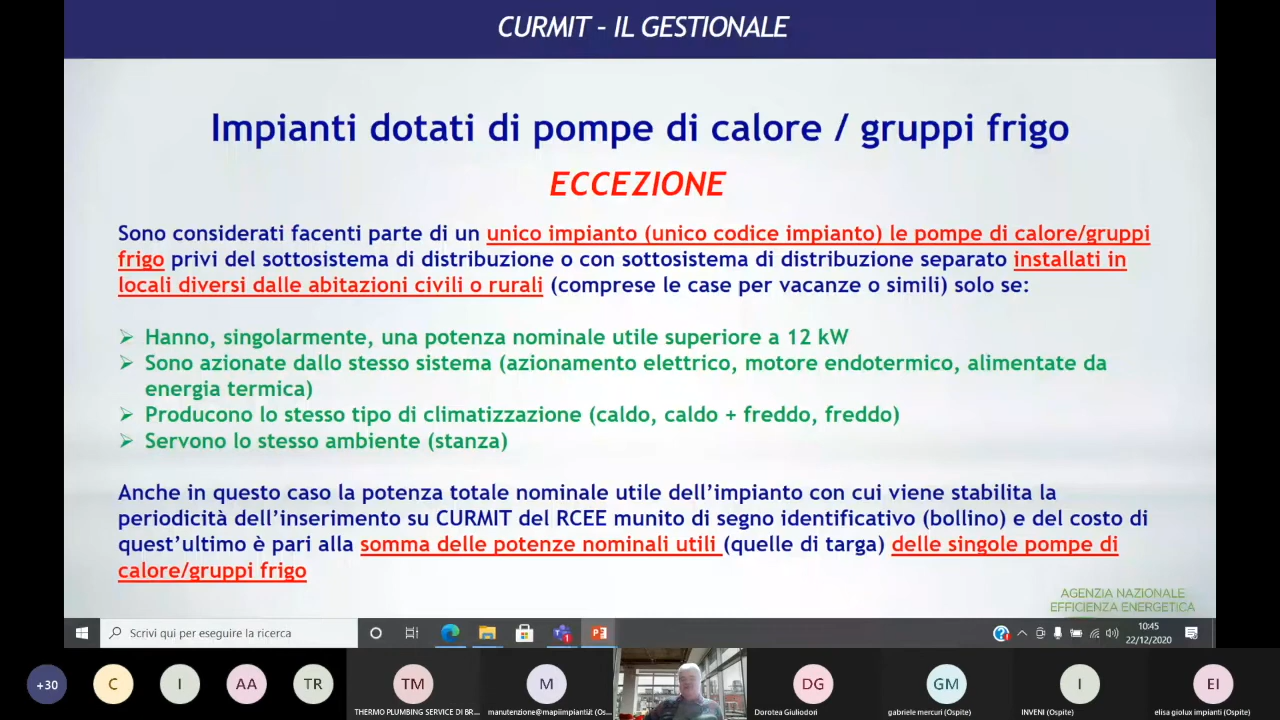 CURMIT – IL GESTIONALE
Impianti dotati di pompe di calore / gruppi frigo
ECCEZIONE
Sono considerati facenti parte di un unico impianto (unico codice impianto) le pompe di calore/gruppi
frigo privi del sottosistema di distribuzione o con sottosistema di distribuzione separato installati in
locali diversi dalle abitazioni civili o rurali (comprese le case per vacanze o simili) solo se:
Hanno, singolarmente, una potenza nominale utile superiore a 12 kW
Sono azionate dallo stesso sistema (azionamento elettrico, motore endotermico, alimentate da
energia termica)
Producono lo stesso tipo di climatizzazione (caldo, caldo + freddo, freddo)
Servono lo stesso ambiente (stanza)
Anche in questo caso la potenza totale nominale utile dell'impianto con cui viene stabilita la
periodicità dell'inserimento su CURMIT del RCEE munito di segno identificativo (bollino) e del costo di
quest'ultimo è pari alla somma delle potenze nominali utili (quelle di targa) delle singole pompe di
calore/gruppi frigo
AGENZIA NAZIONALE
EFFICIENZA ENERGETICA
Scrivi qui per eseguire la ricerca
10:45
22/12/2020
+30 C I AA TR TM M DG GM I EI
THERMO PLUMBING SERVICE DI BR... manutenzione@mapiimpianti.it (Os... Dorotea Giuliodori gabriele mercuri (Ospite) INVENI (Ospite) elisa giolux impianti (Ospite)